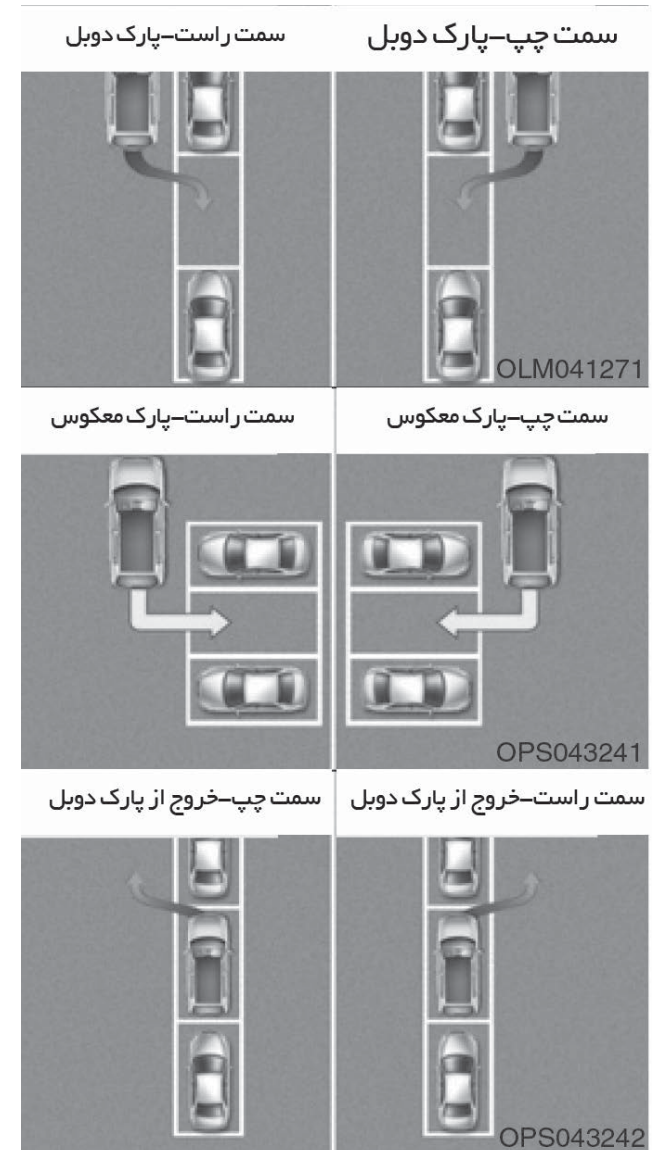 سمت چپ–پارک دوبل
سمت راست–پارک دوبل
OLM041271
سمت چپ–پارک معکوس
سمت راست–پارک معکوس
OPS043241
سمت راست–خروج از پارک دوبل
سمت چپ–خروج از پارک دوبل
OPS043242